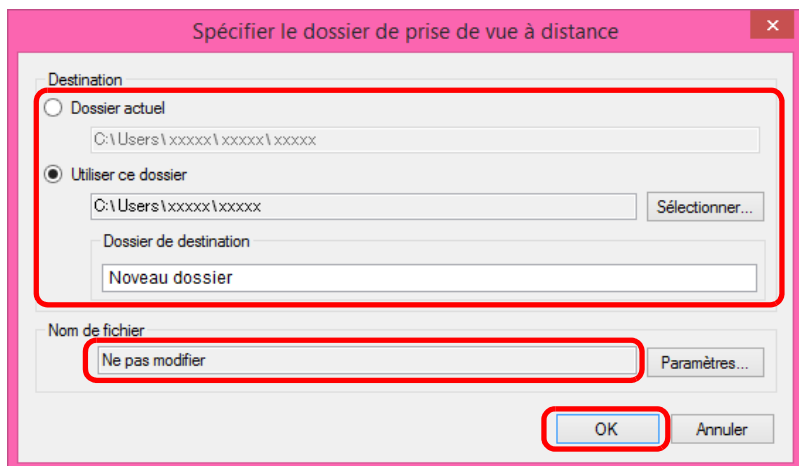 Spécifier le dossier de prise de vue à distance
Destination
Dossier actuel
C:\Users\xxxxx\xxxxx\xxxxx
Utiliser ce dossier
C:\Users\xxxxx\xxxxx
Sélectionner...
Dossier de destination
Noveau dossier
Nom de fichier
Ne pas modifier
Paramètres...
OK
Annuler